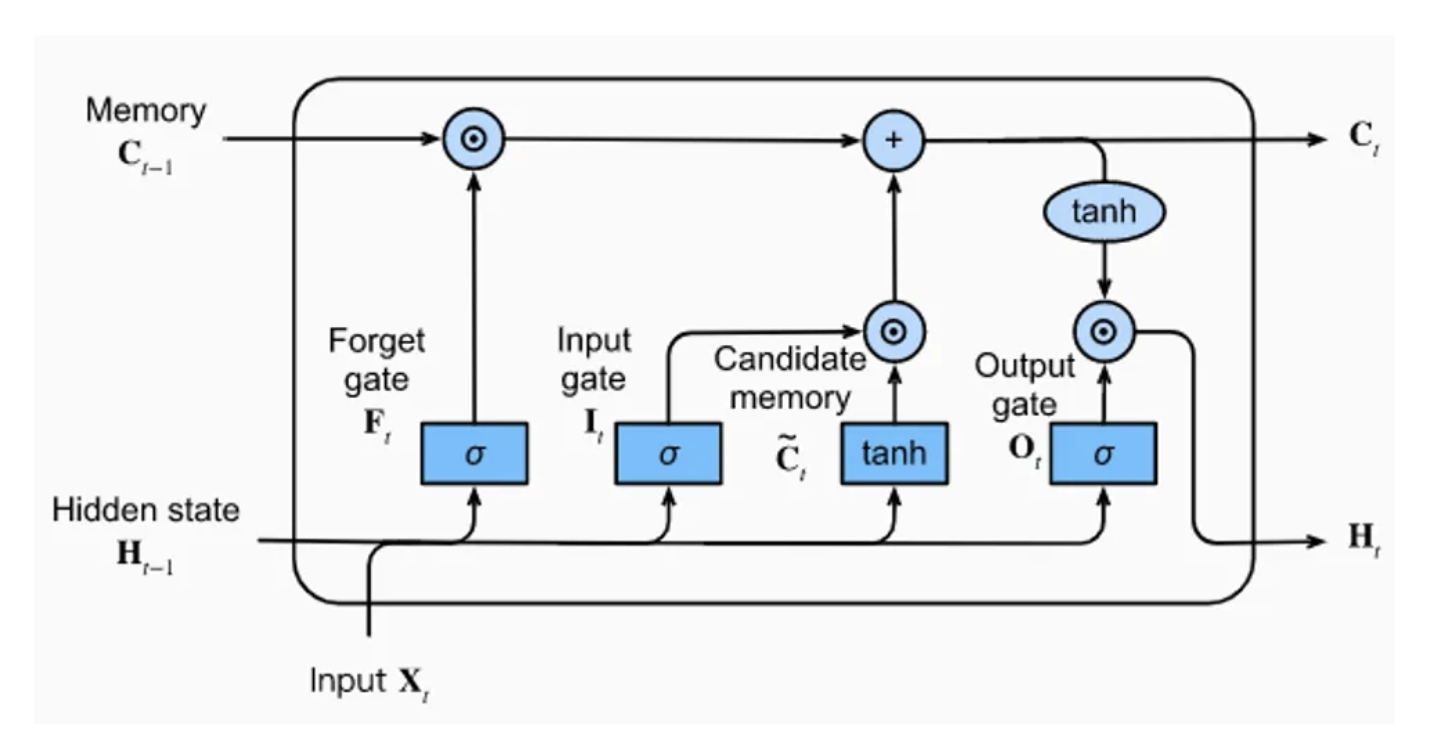 Memory
C_{t-1}
⊙
+
C_t
tanh
Forget
gate
F_t
Input
gate
I_t
Candidate
memory
C̃_t
⊙
Output
gate
O_t
⊙
σ
σ
tanh
σ
Hidden state
H_{t-1}
H_t
Input X_t